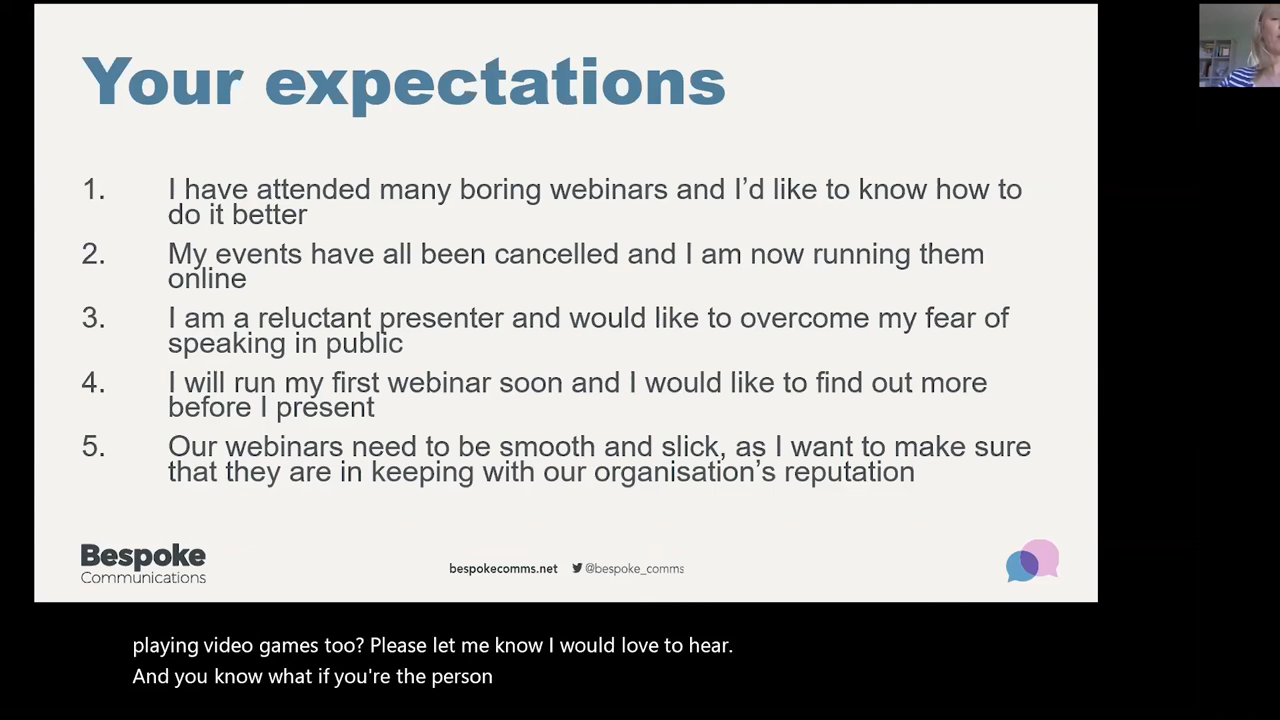 Your expectations
1. I have attended many boring webinars and I’d like to know how to
do it better
2. My events have all been cancelled and I am now running them
online
3. I am a reluctant presenter and would like to overcome my fear of
speaking in public
4. I will run my first webinar soon and I would like to find out more
before I present
5. Our webinars need to be smooth and slick, as I want to make sure
that they are in keeping with our organisation’s reputation
Bespoke
Communications
bespokecomms.net @bespoke_comms
playing video games too? Please let me know I would love to hear.
And you know what if you're the person